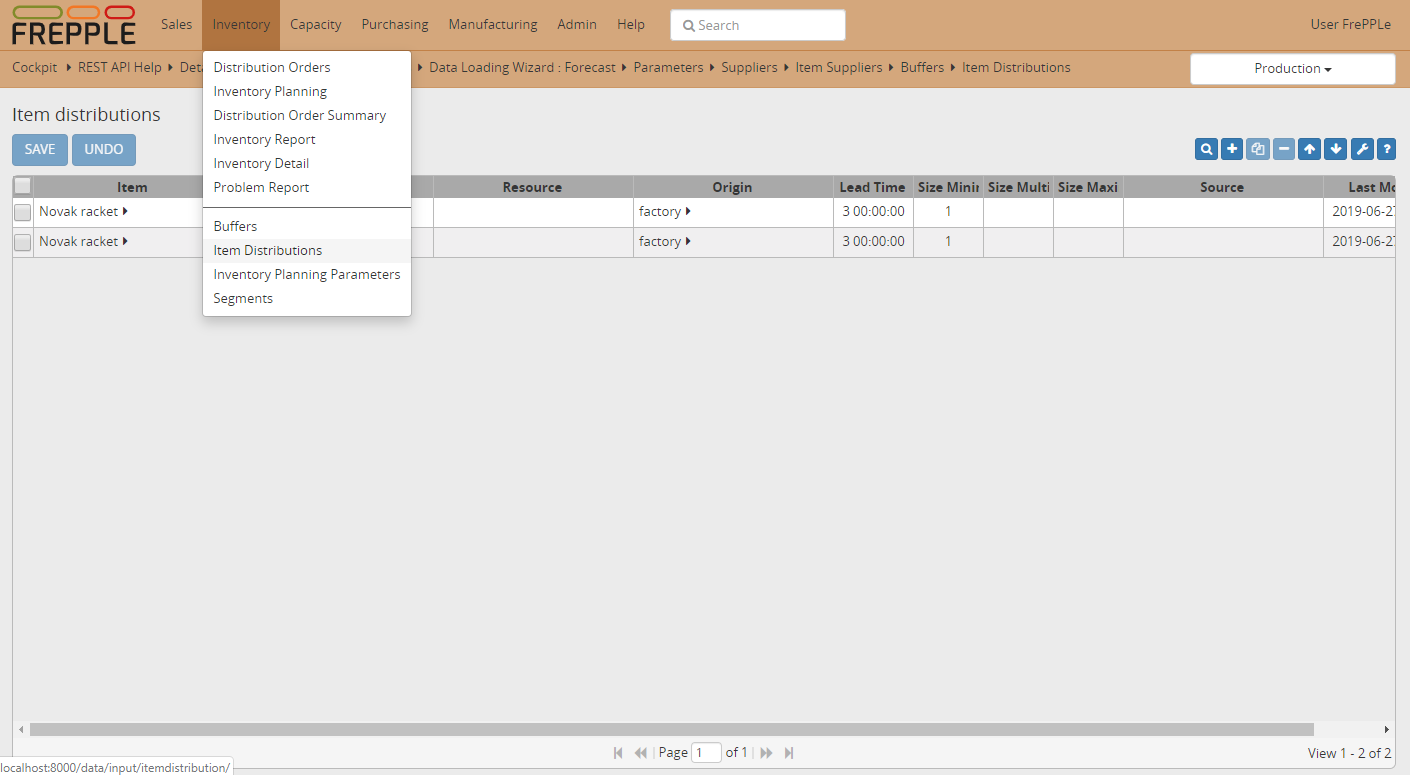 FREPPLE Sales Inventory Capacity Purchasing Manufacturing Admin Help Search User FrePPLe
Cockpit REST API Help Data Loading Wizard : Forecast Parameters Suppliers Item Suppliers Buffers Item Distributions Production
Distribution Orders
Inventory Planning
Distribution Order Summary
Inventory Report
Inventory Detail
Problem Report
Buffers
Item Distributions
Inventory Planning Parameters
Segments
Item distributions
SAVE UNDO
Item Resource Origin Lead Time Size Mini Size Multi Size Maxi Source Last Mo
Novak racket factory 3 00:00:00 1 2019-06-27
Novak racket factory 3 00:00:00 1 2019-06-27
Page 1 of 1 View 1 - 2 of 2
localhost:8000/data/input/itemdistribution/